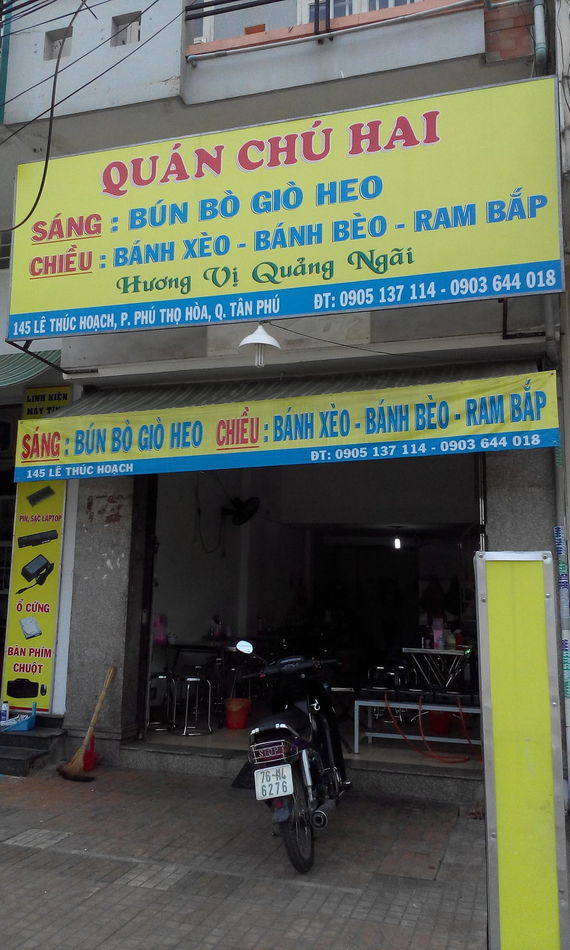 QUÁN CHÚ HAI
SÁNG : BÚN BÒ GIÒ HEO
CHIỀU : BÁNH XÈO - BÁNH BÈO - RAM BẮP
Hương Vị Quảng Ngãi
145 LÊ THÚC HOẠCH, P. PHÚ THỌ HÒA, Q. TÂN PHÚ ĐT: 0905 137 114 - 0903 644 018
SÁNG : BÚN BÒ GIÒ HEO CHIỀU : BÁNH XÈO - BÁNH BÈO - RAM BẮP
145 LÊ THÚC HOẠCH ĐT: 0905 137 114 - 0903 644 018
LINH KIỆN
MÁY TÍNH
PIN, SẠC LAPTOP
Ổ CỨNG
BÀN PHÍM
CHUỘT
STOP
76-H4
6276